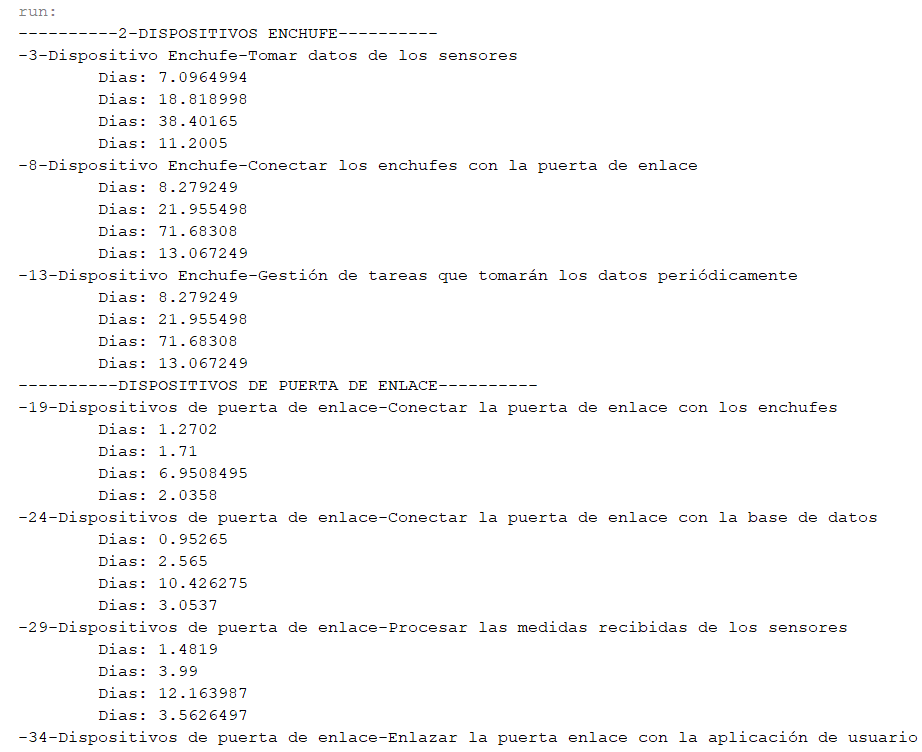 run:
----------2-DISPOSITIVOS ENCHUFE----------
-3-Dispositivo Enchufe-Tomar datos de los sensores
Dias: 7.0964994
Dias: 18.818998
Dias: 38.40165
Dias: 11.2005
-8-Dispositivo Enchufe-Conectar los enchufes con la puerta de enlace
Dias: 8.279249
Dias: 21.955498
Dias: 71.68308
Dias: 13.067249
-13-Dispositivo Enchufe-Gestión de tareas que tomarán los datos periódicamente
Dias: 8.279249
Dias: 21.955498
Dias: 71.68308
Dias: 13.067249
----------DISPOSITIVOS DE PUERTA DE ENLACE----------
-19-Dispositivos de puerta de enlace-Conectar la puerta de enlace con los enchufes
Dias: 1.2702
Dias: 1.71
Dias: 6.9508495
Dias: 2.0358
-24-Dispositivos de puerta de enlace-Conectar la puerta de enlace con la base de datos
Dias: 0.95265
Dias: 2.565
Dias: 10.426275
Dias: 3.0537
-29-Dispositivos de puerta de enlace-Procesar las medidas recibidas de los sensores
Dias: 1.4819
Dias: 3.99
Dias: 12.163987
Dias: 3.5626497
-34-Dispositivos de puerta de enlace-Enlazar la puerta enlace con la aplicación de usuario